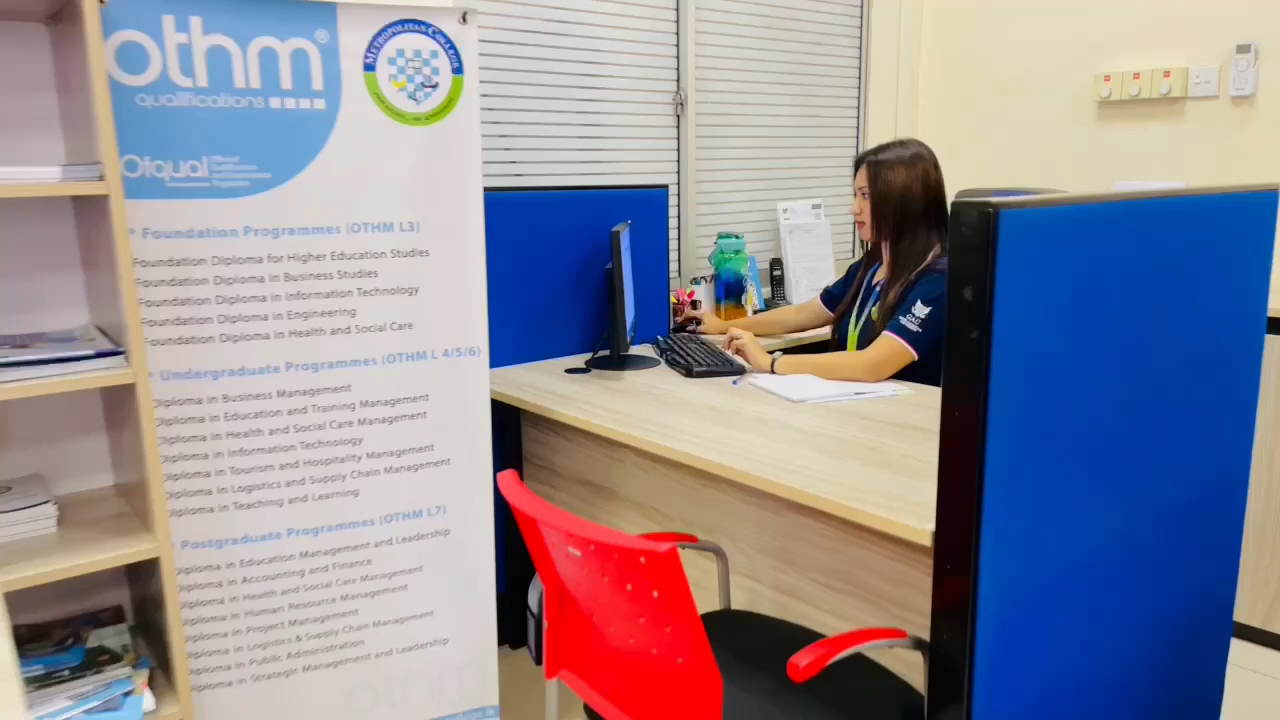 othm®
qualifications
METROPOLITAN COLLEGE
Ofqual
* Foundation Programmes (OTHM L3)
Foundation Diploma for Higher Education Studies
Foundation Diploma in Business Studies
Foundation Diploma in Information Technology
Foundation Diploma in Engineering
Foundation Diploma in Health and Social Care
* Undergraduate Programmes (OTHM L 4/5/6)
Diploma in Business Management
Diploma in Education and Training Management
Diploma in Health and Social Care Management
Diploma in Information Technology
Diploma in Tourism and Hospitality Management
Diploma in Logistics and Supply Chain Management
Diploma in Teaching and Learning
Postgraduate Programmes (OTHM L7)
Diploma in Education Management and Leadership
Diploma in Accounting and Finance
Diploma in Health and Social Care Management
Diploma in Human Resource Management
Diploma in Project Management
Diploma in Logistics & Supply Chain Management
Diploma in Public Administration
Diploma in Strategic Management and Leadership
othm